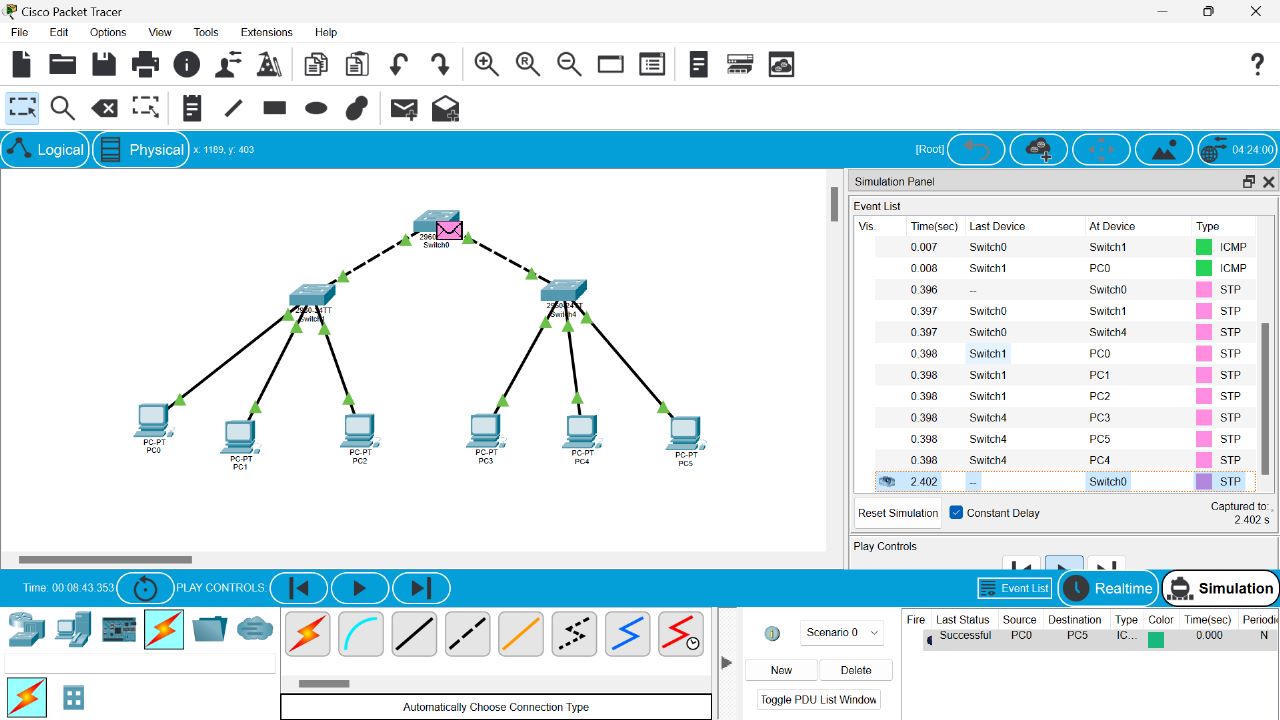 Cisco Packet Tracer
File Edit Options View Tools Extensions Help
Logical Physical x: 1189, y: 403 [Root] 04:24:00
Simulation Panel
Event List
Vis. Time(sec) Last Device At Device Type
0.007 Switch0 Switch1 ICMP
0.008 Switch1 PC0 ICMP
0.396 -- Switch0 STP
0.397 Switch0 Switch1 STP
0.397 Switch0 Switch4 STP
0.398 Switch1 PC0 STP
0.398 Switch1 PC1 STP
0.398 Switch1 PC2 STP
0.398 Switch4 PC3 STP
0.398 Switch4 PC5 STP
0.398 Switch4 PC4 STP
2.402 -- Switch0 STP
Reset Simulation Constant Delay Captured to:
2.402 s
Play Controls
Switch0
Switch4
PC-PT
PC0
PC-PT
PC1
PC-PT
PC2
PC-PT
PC3
PC-PT
PC4
PC-PT
PC5
Time: 00:08:43.353 PLAY CONTROLS: Event List Realtime Simulation
Scenario 0
New Delete
Toggle PDU List Window
Fire Last Status Source Destination Type Color Time(sec) Periodi
Successful PC0 PC5 IC... 0.000 N
Automatically Choose Connection Type